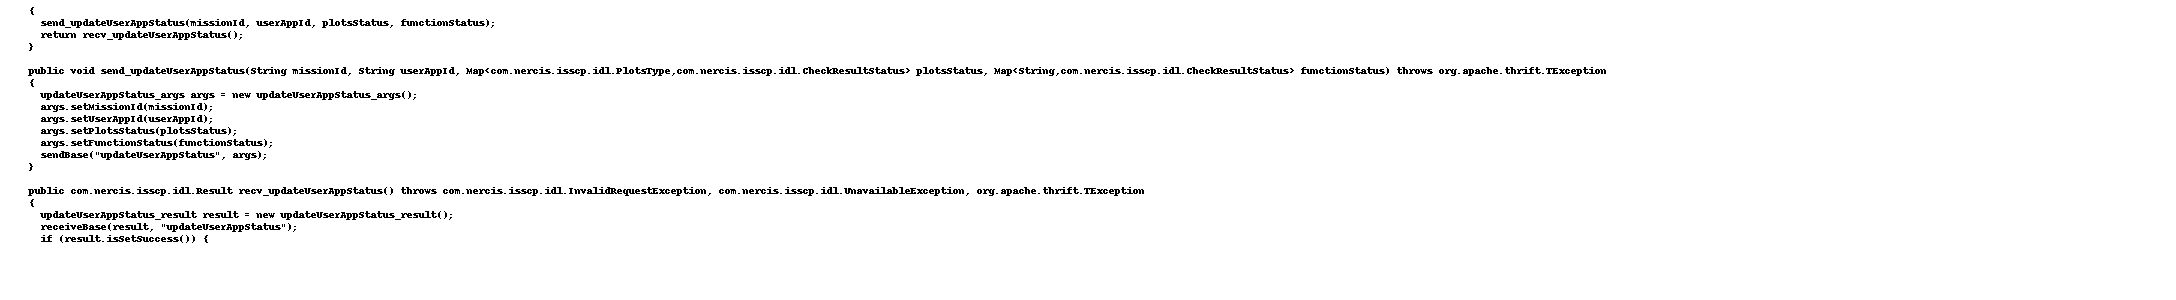 {
send_updateUserAppStatus(missionId, userAppId, plotsStatus, functionStatus);
return recv_updateUserAppStatus();
}
public void send_updateUserAppStatus(String missionId, String userAppId, Map<com.nercis.isscp.idl.PlotsType,com.nercis.isscp.idl.CheckResultStatus> plotsStatus, Map<String,com.nercis.isscp.idl.CheckResultStatus> functionStatus) throws org.apache.thrift.TException
{
updateUserAppStatus_args args = new updateUserAppStatus_args();
args.setMissionId(missionId);
args.setUserAppId(userAppId);
args.setPlotsStatus(plotsStatus);
args.setFunctionStatus(functionStatus);
sendBase("updateUserAppStatus", args);
}
public com.nercis.isscp.idl.Result recv_updateUserAppStatus() throws com.nercis.isscp.idl.InvalidRequestException, com.nercis.isscp.idl.UnavailableException, org.apache.thrift.TException
{
updateUserAppStatus_result result = new updateUserAppStatus_result();
receiveBase(result, "updateUserAppStatus");
if (result.isSetSuccess()) {